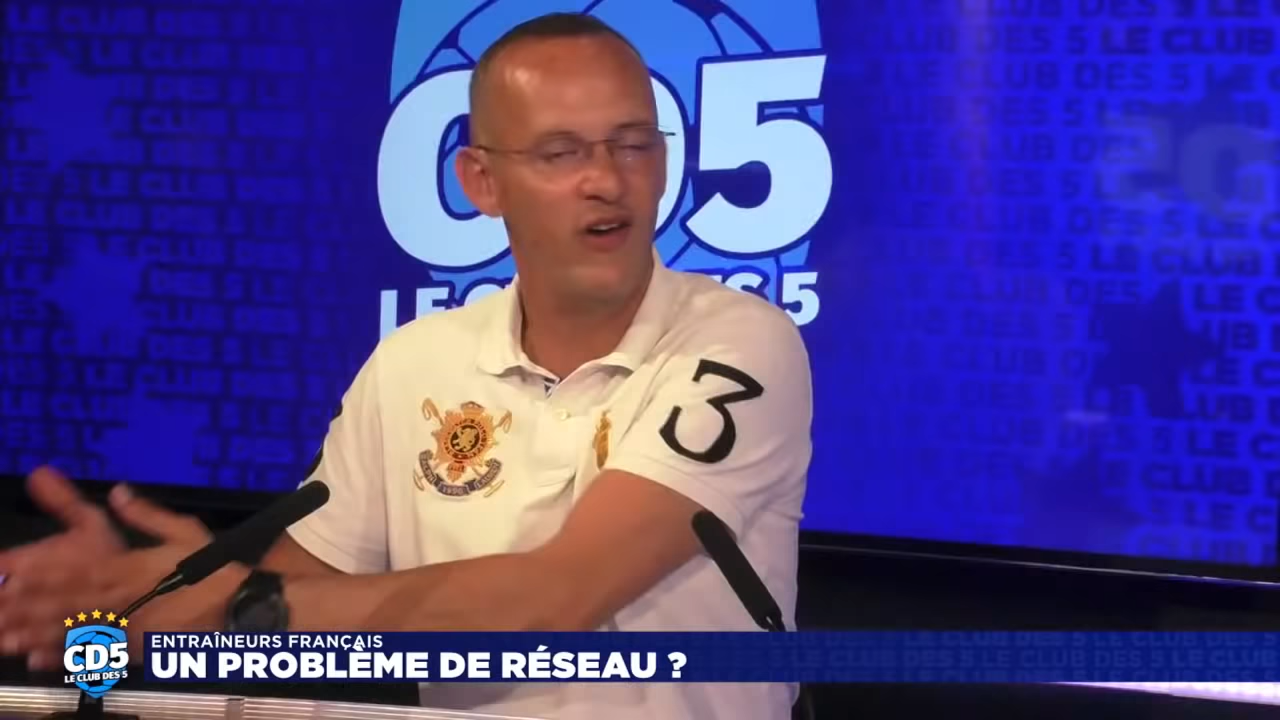 CD5
LE CLUB DES 5
3
CD5
LE CLUB DES 5
ENTRAÎNEURS FRANÇAIS
UN PROBLÈME DE RÉSEAU ?